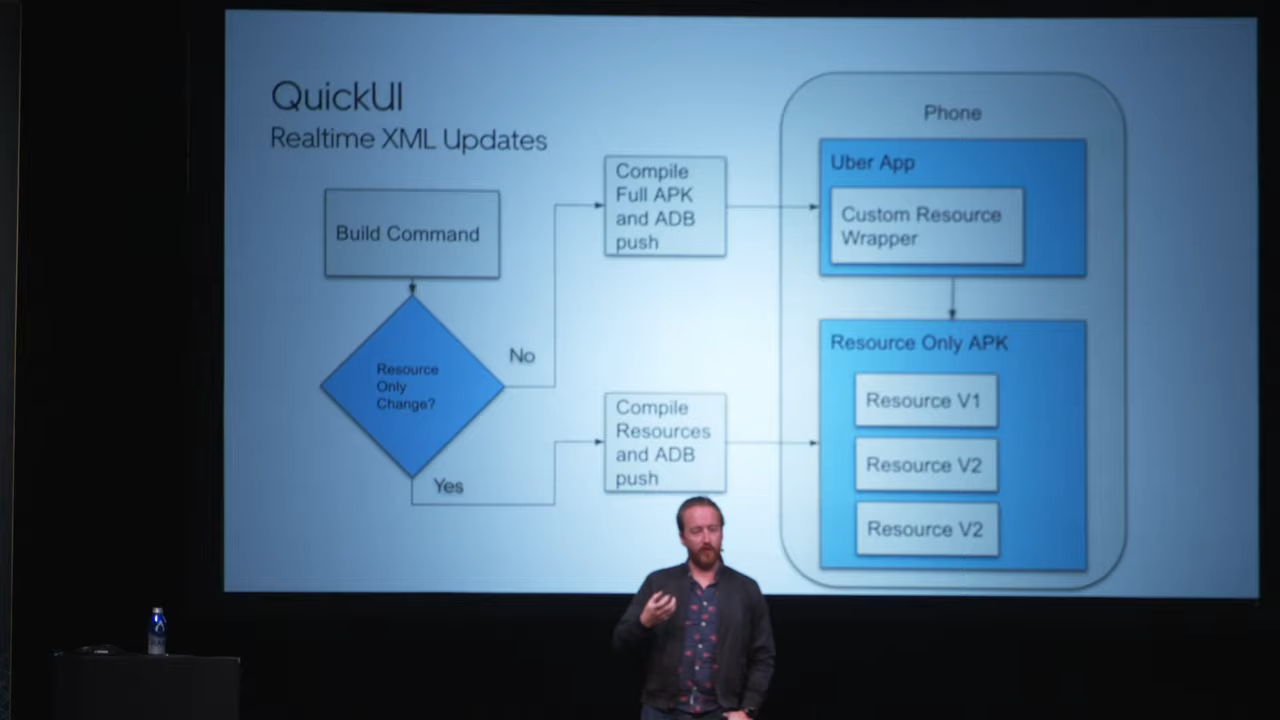 QuickUI
Realtime XML Updates
Build Command
Resource
Only
Change?
No
Yes
Compile
Full APK
and ADB
push
Compile
Resources
and ADB
push
Phone
Uber App
Custom Resource
Wrapper
Resource Only APK
Resource V1
Resource V2
Resource V2